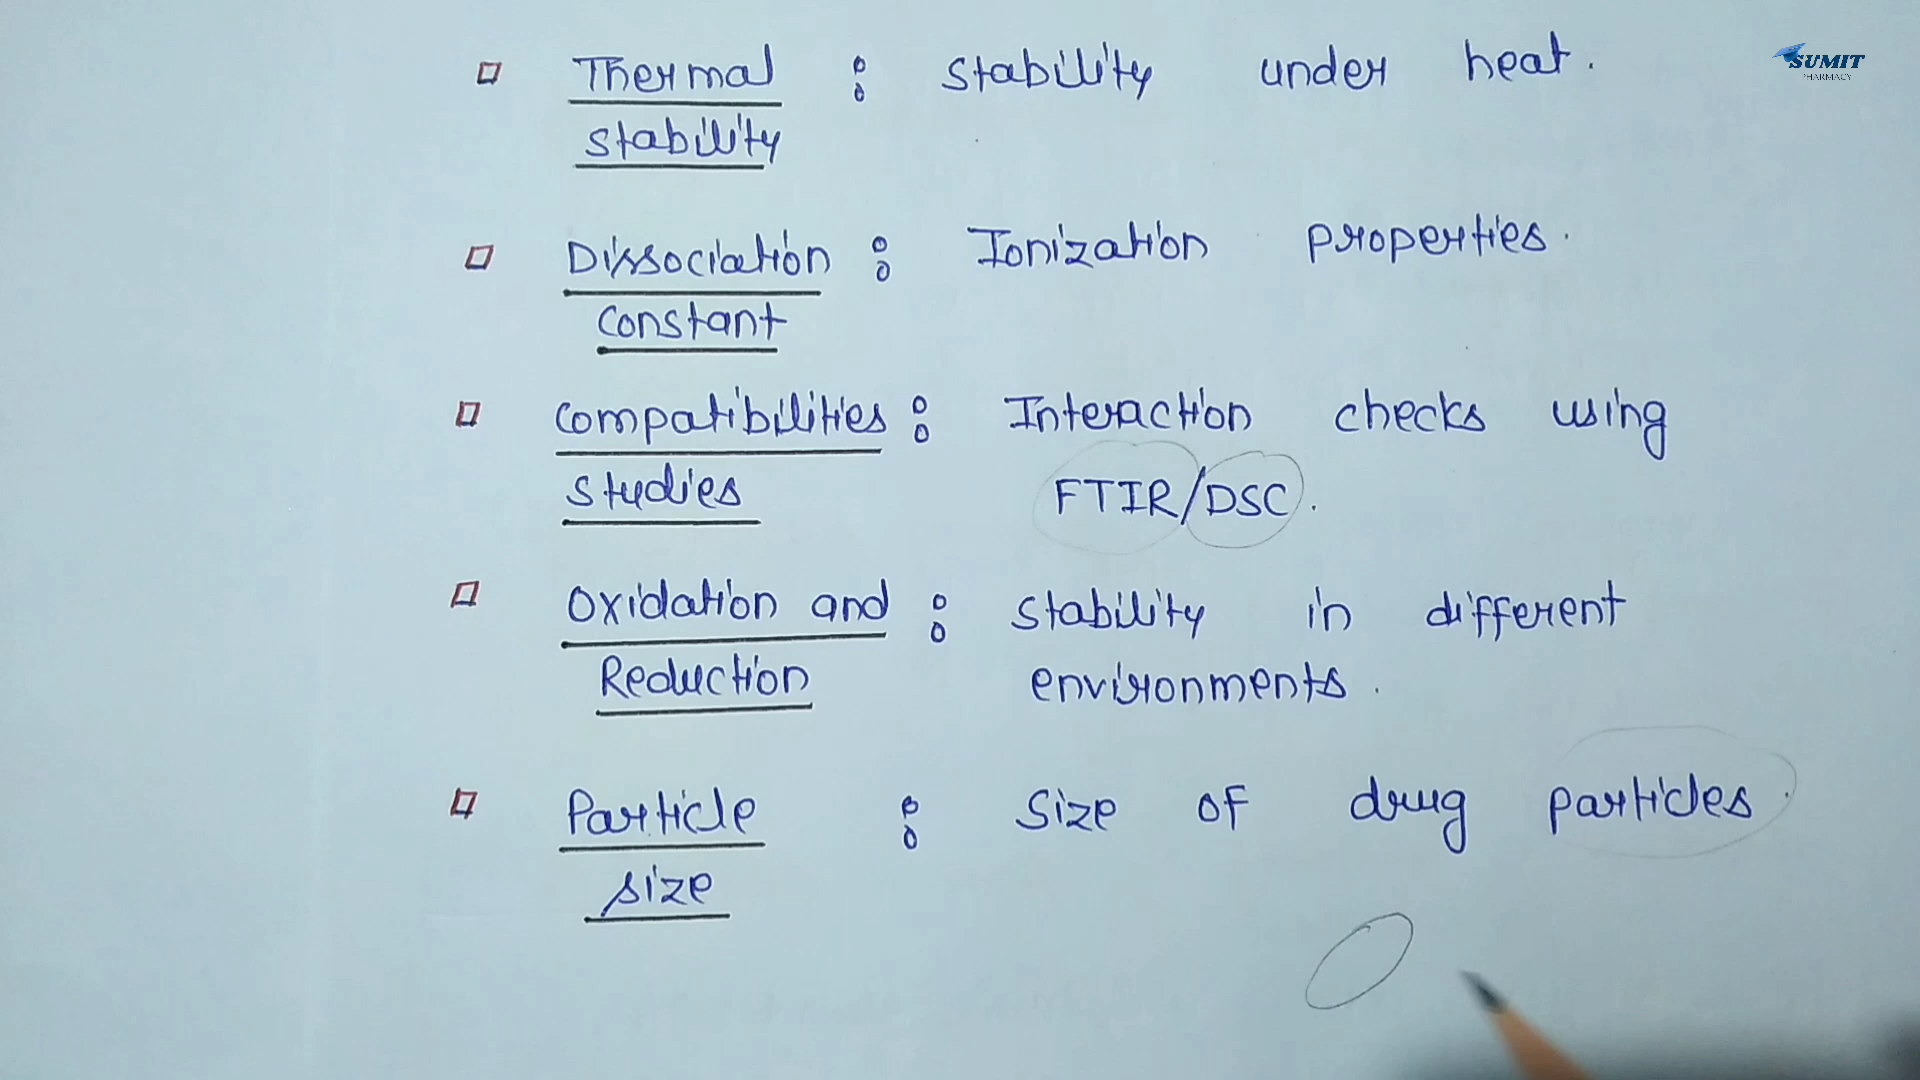 Thermal : stability under heat.
stability
Dissociation : Ionization properties.
constant
compatibilities : Interaction checks using
studies FTIR/DSC.
Oxidation and : stability in different
Reduction environments.
Particle : Size of drug particles.
size
SUMIT
PHARMACY